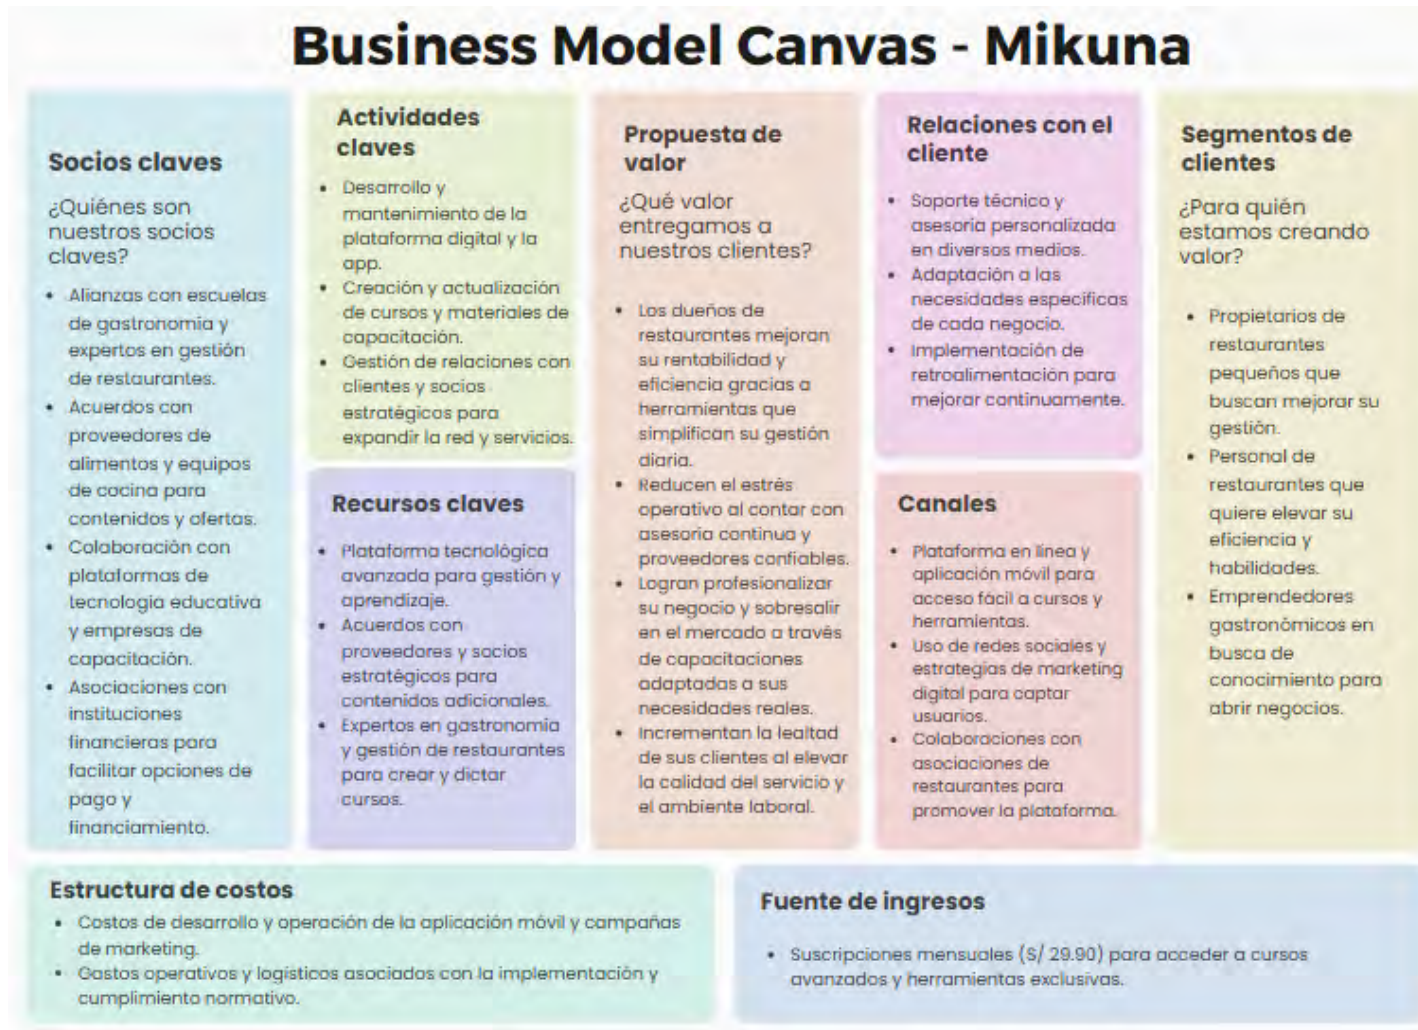 Business Model Canvas - Mikuna
Socios claves
¿Quiénes son
nuestros socios
claves?
• Alianzas con escuelas
de gastronomía y
expertos en gestión
de restaurantes.
• Acuerdos con
proveedores de
alimentos y equipos
de cocina para
contenidos y ofertas.
• Colaboración con
plataformas de
tecnología educativa
y empresas de
capacitación.
• Asociaciones con
instituciones
financieras para
facilitar opciones de
pago y
financiamiento.
Actividades
claves
• Desarrollo y
mantenimiento de la
plataforma digital y la
app.
• Creación y actualización
de cursos y materiales de
capacitación.
• Gestión de relaciones con
clientes y socios
estratégicos para
expandir la red y servicios.
Recursos claves
• Plataforma tecnológica
avanzada para gestión y
aprendizaje.
• Acuerdos con
proveedores y socios
estratégicos para
contenidos adicionales.
• Expertos en gastronomía
y gestión de restaurantes
para crear y dictar
cursos.
Propuesta de
valor
¿Qué valor
entregamos a
nuestros clientes?
• Los dueños de
restaurantes mejoran
su rentabilidad y
eficiencia gracias a
herramientas que
simplifican su gestión
diaria.
• Reducen el estrés
operativo al contar con
asesoría continua y
proveedores confiables.
• Logran profesionalizar
su negocio y sobresalir
en el mercado a través
de capacitaciones
adaptadas a sus
necesidades reales.
• Incrementan la lealtad
de sus clientes al elevar
la calidad del servicio y
el ambiente laboral.
Relaciones con el
cliente
• Soporte técnico y
asesoría personalizada
en diversos medios.
• Adaptación a las
necesidades específicas
de cada negocio.
• Implementación de
retroalimentación para
mejorar continuamente.
Canales
• Plataforma en línea y
aplicación móvil para
acceso fácil a cursos y
herramientas.
• Uso de redes sociales y
estrategias de marketing
digital para captar
usuarios.
• Colaboraciones con
asociaciones de
restaurantes para
promover la plataforma.
Segmentos de
clientes
¿Para quién
estamos creando
valor?
• Propietarios de
restaurantes
pequeños que
buscan mejorar su
gestión.
• Personal de
restaurantes que
quiere elevar su
eficiencia y
habilidades.
• Emprendedores
gastronómicos en
busca de
conocimiento para
abrir negocios.
Estructura de costos
• Costos de desarrollo y operación de la aplicación móvil y campañas
de marketing.
• Gastos operativos y logísticos asociados con la implementación y
cumplimiento normativo.
Fuente de ingresos
• Suscripciones mensuales (S/ 29.90) para acceder a cursos
avanzados y herramientas exclusivas.